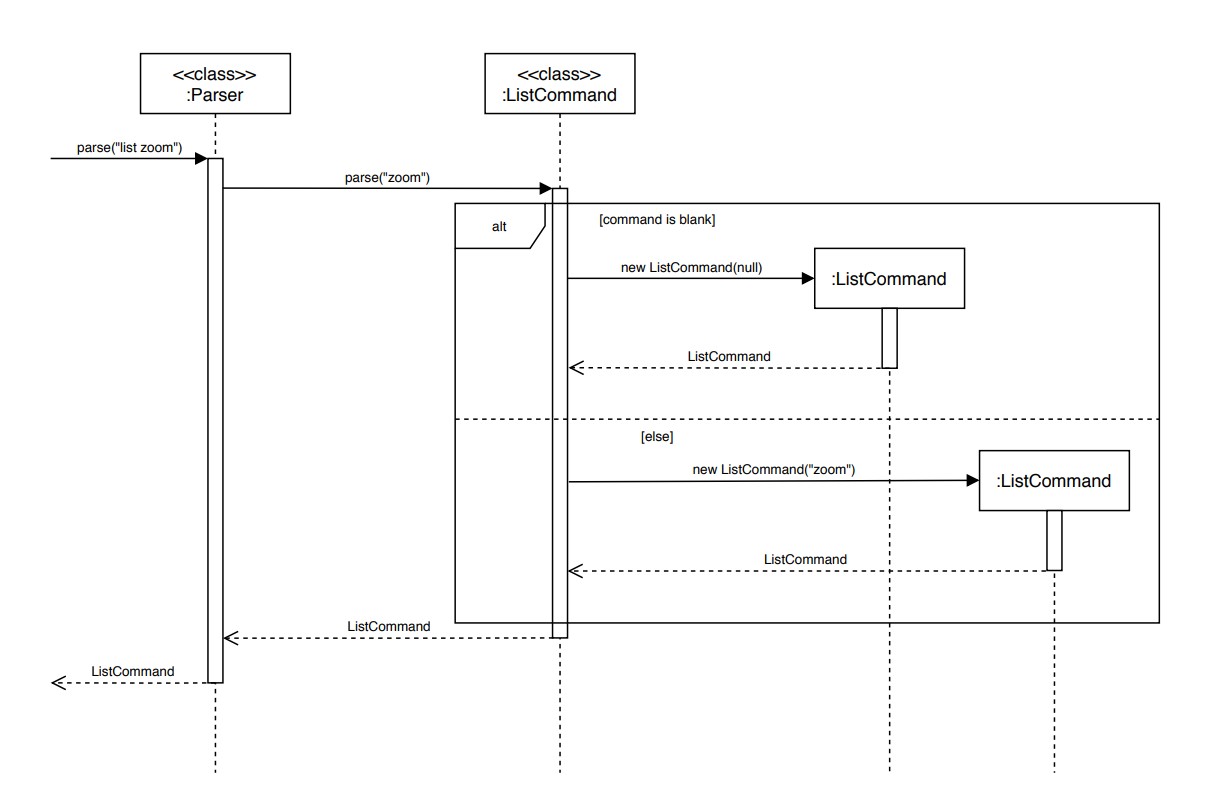 <<class>>
:Parser
<<class>>
:ListCommand
parse("list zoom")
parse("zoom")
alt
[command is blank]
new ListCommand(null)
:ListCommand
ListCommand
[else]
new ListCommand("zoom")
:ListCommand
ListCommand
ListCommand
ListCommand